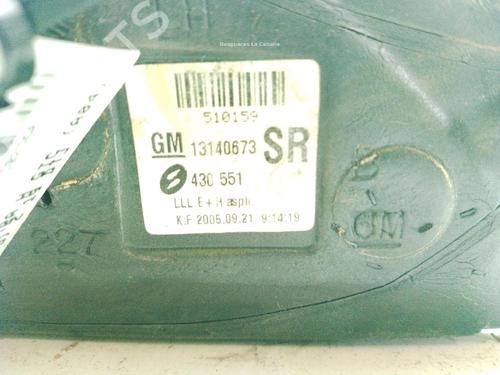 Desguaces La Cabaña
510159
GM 13140673 SR
430 551
LLL E+H asph
K:F 2005.09.21 9:14:19
227
GM